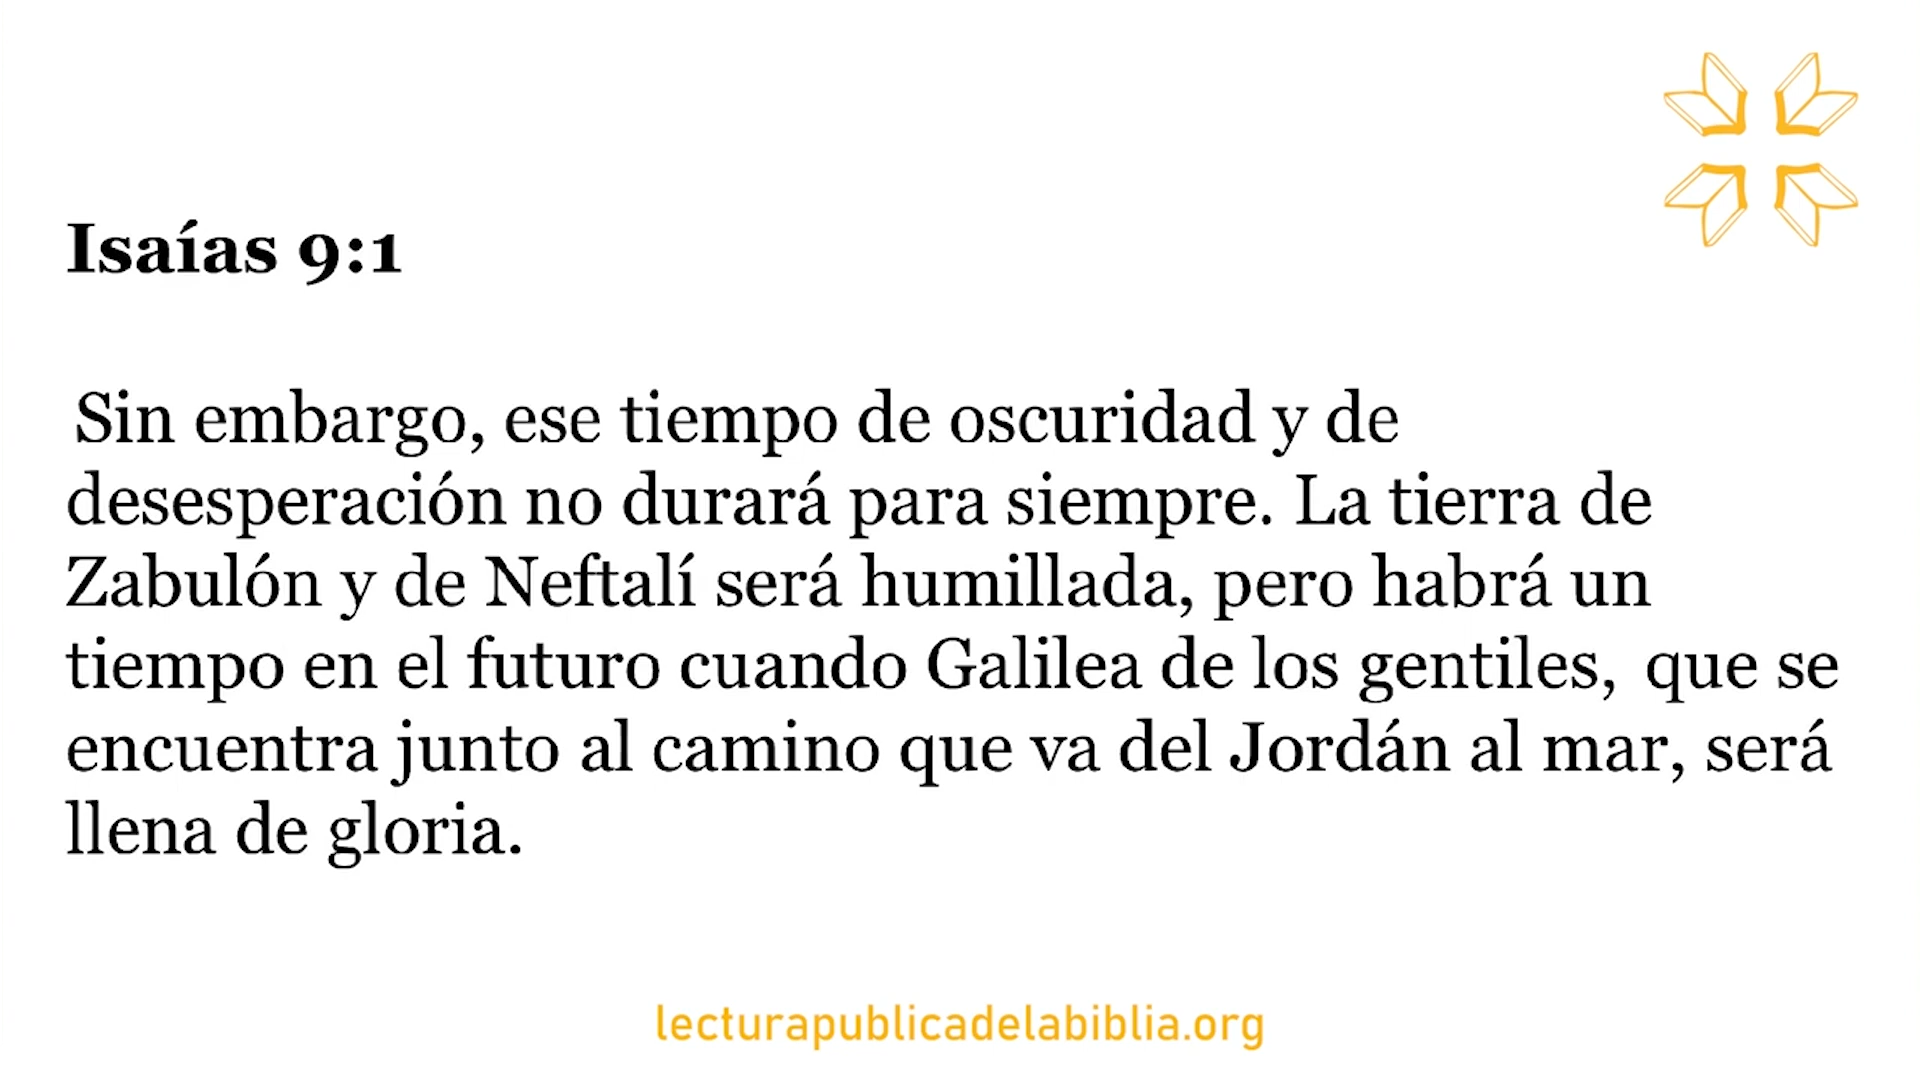 Isaías 9:1
Sin embargo, ese tiempo de oscuridad y de
desesperación no durará para siempre. La tierra de
Zabulón y de Neftalí será humillada, pero habrá un
tiempo en el futuro cuando Galilea de los gentiles, que se
encuentra junto al camino que va del Jordán al mar, será
llena de gloria.
lecturapublicadelabiblia.org